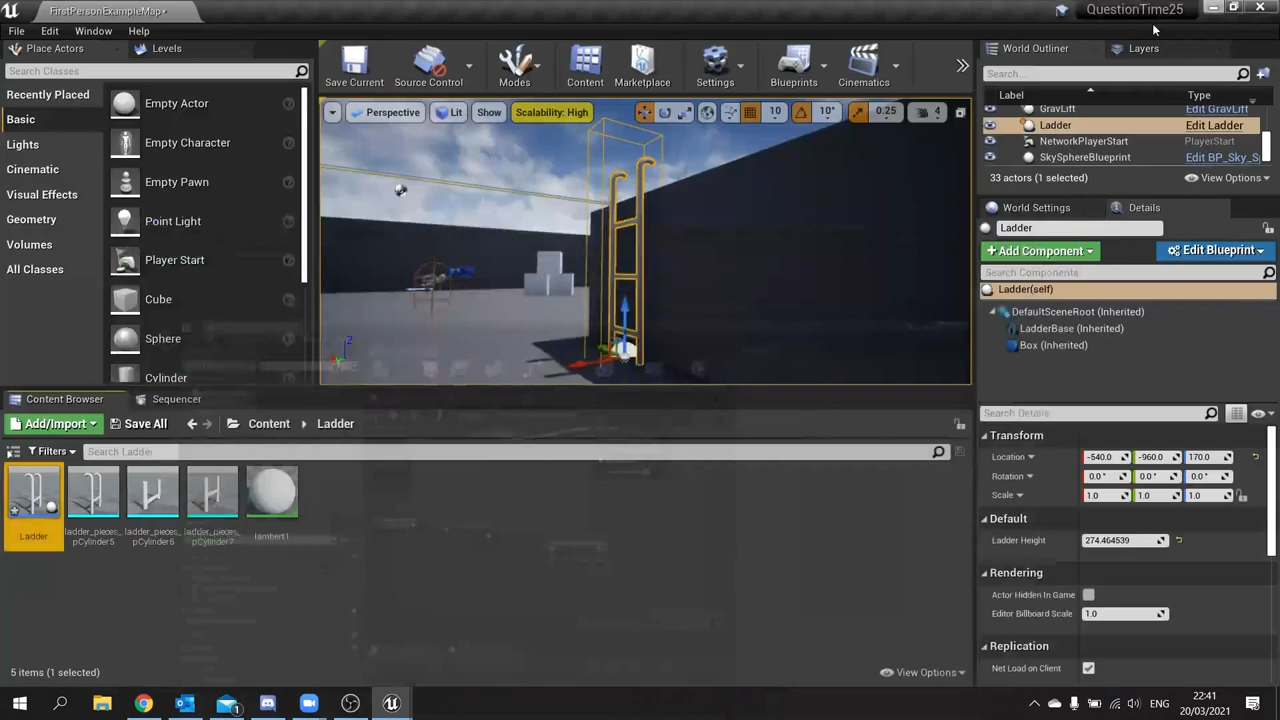 FirstPersonExampleMap•
QuestionTime25
File Edit Window Help
Place Actors Levels
Search Classes
Recently Placed
Basic
Lights
Cinematic
Visual Effects
Geometry
Volumes
All Classes
Empty Actor
Empty Character
Empty Pawn
Point Light
Player Start
Cube
Sphere
Cylinder
Save Current Source Control Modes Content Marketplace Settings Blueprints Cinematics
Perspective Lit Show Scalability: High 10 10° 0.25 4
World Outliner Layers
Search...
Label Type
GravLift Edit GravLift
Ladder Edit Ladder
NetworkPlayerStart PlayerStart
SkySphereBlueprint Edit BP_Sky_S
33 actors (1 selected) View Options
World Settings Details
Ladder
+Add Component Edit Blueprint
Search Components
Ladder(self)
DefaultSceneRoot (Inherited)
LadderBase (Inherited)
Box (Inherited)
Search Details
Transform
Location -540.0 -960.0 170.0
Rotation 0.0° 0.0° 0.0°
Scale 1.0 1.0 1.0
Default
Ladder Height 274.464539
Rendering
Actor Hidden In Game
Editor Billboard Scale 1.0
Replication
Net Load on Client
Content Browser Sequencer
Add/Import Save All Content Ladder
Filters Search Ladder
Ladder
ladder_pieces_pCylinder5
ladder_pieces_pCylinder6
ladder_pieces_pCylinder7
lambert1
5 items (1 selected) View Options
ENG 22:41
20/03/2021